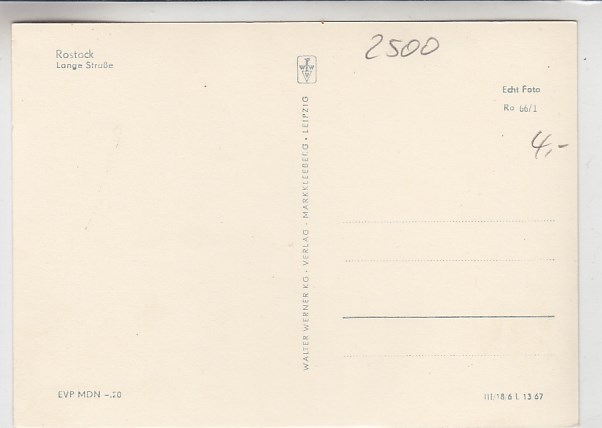 Rostock
Lange Straße
2500
Echt Foto
Ro 66/1
4,-
WALTER WERNER KG · VERLAG · MARKKLEEBERG · LEIPZIG
EVP MDN -.20
III/18/6 L 13 67